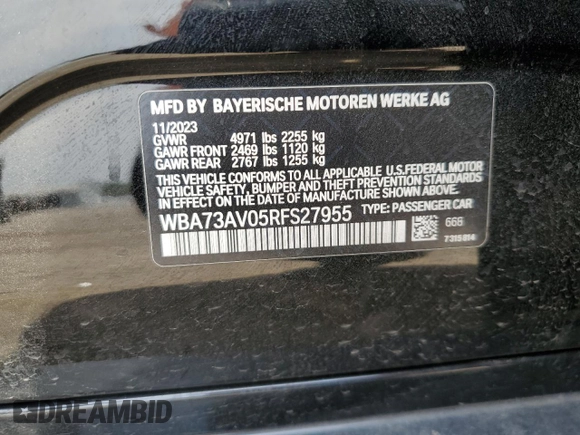 MFD BY BAYERISCHE MOTOREN WERKE AG
11/2023
GVWR 4971 lbs 2255 kg
GAWR FRONT 2469 lbs 1120 kg
GAWR REAR 2767 lbs 1255 kg
THIS VEHICLE CONFORMS TO ALL APPLICABLE U.S.FEDERAL MOTOR
VEHICLE SAFETY, BUMPER AND THEFT PREVENTION STANDARDS
IN EFFECT ON THE DATE OF MANUFACTURE SHOWN ABOVE.
WBA73AV05RFS27955 TYPE: PASSENGER CAR
668
7315014
DREAMBID